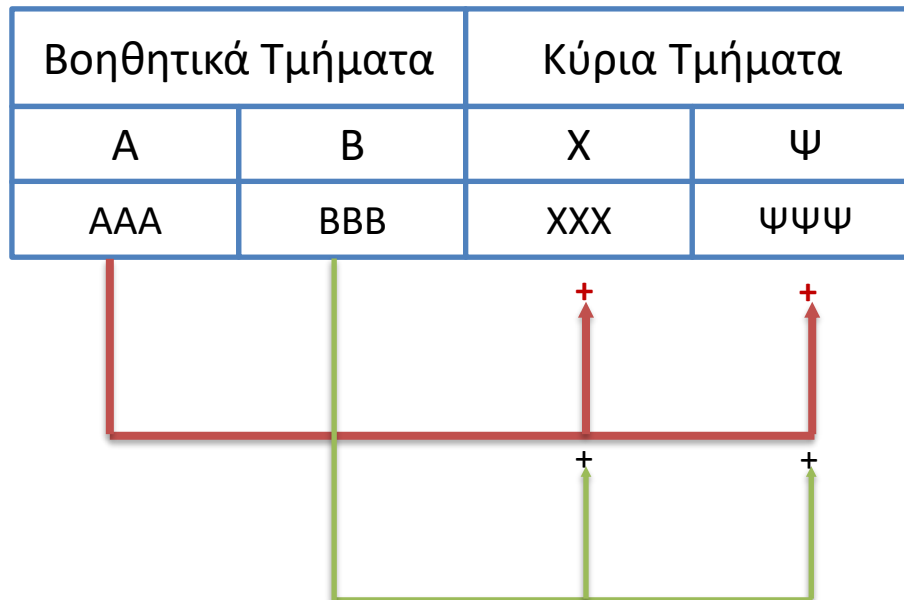 Βοηθητικά Τμήματα Κύρια Τμήματα
Α Β Χ Ψ
ΑΑΑ ΒΒΒ ΧΧΧ ΨΨΨ
+ +
+ +